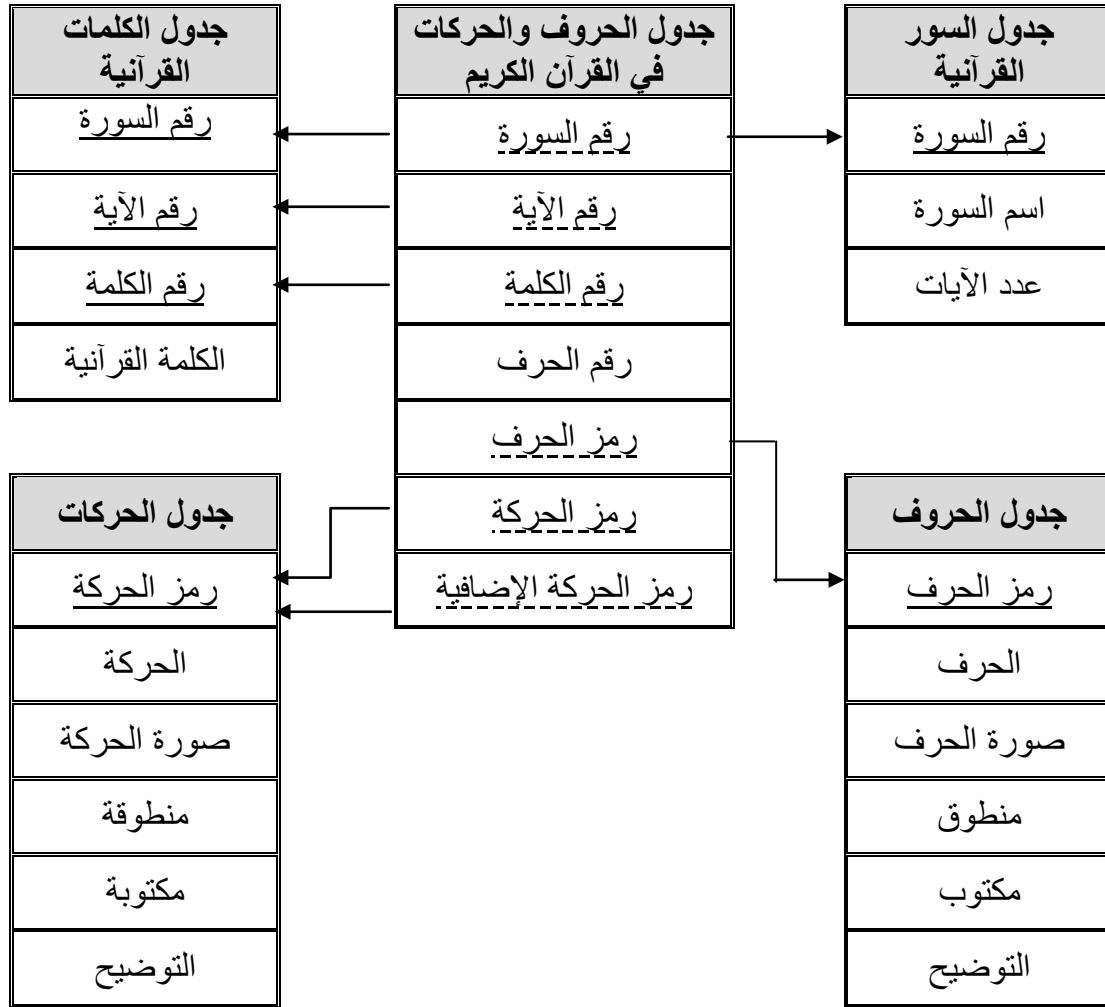 جدول السور
القرآنية
رقم السورة
اسم السورة
عدد الآيات
جدول الحروف والحركات
في القرآن الكريم
رقم السورة
رقم الآية
رقم الكلمة
رقم الحرف
رمز الحرف
رمز الحركة
رمز الحركة الإضافية
جدول الكلمات
القرآنية
رقم السورة
رقم الآية
رقم الكلمة
الكلمة القرآنية
جدول الحروف
رمز الحرف
الحرف
صورة الحرف
منطوق
مكتوب
التوضيح
جدول الحركات
رمز الحركة
الحركة
صورة الحركة
منطوقة
مكتوبة
التوضيح